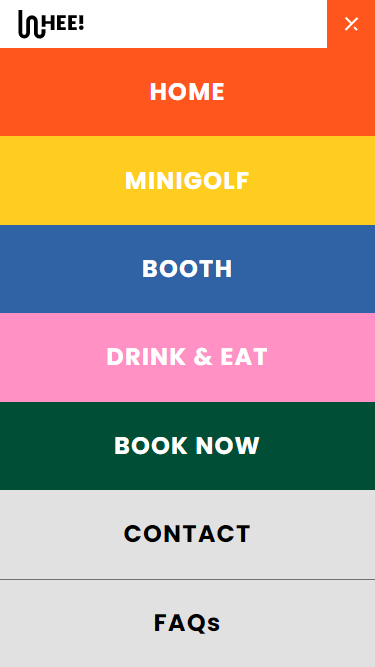 WHEE!
HOME
MINIGOLF
BOOTH
DRINK & EAT
BOOK NOW
CONTACT
FAQs